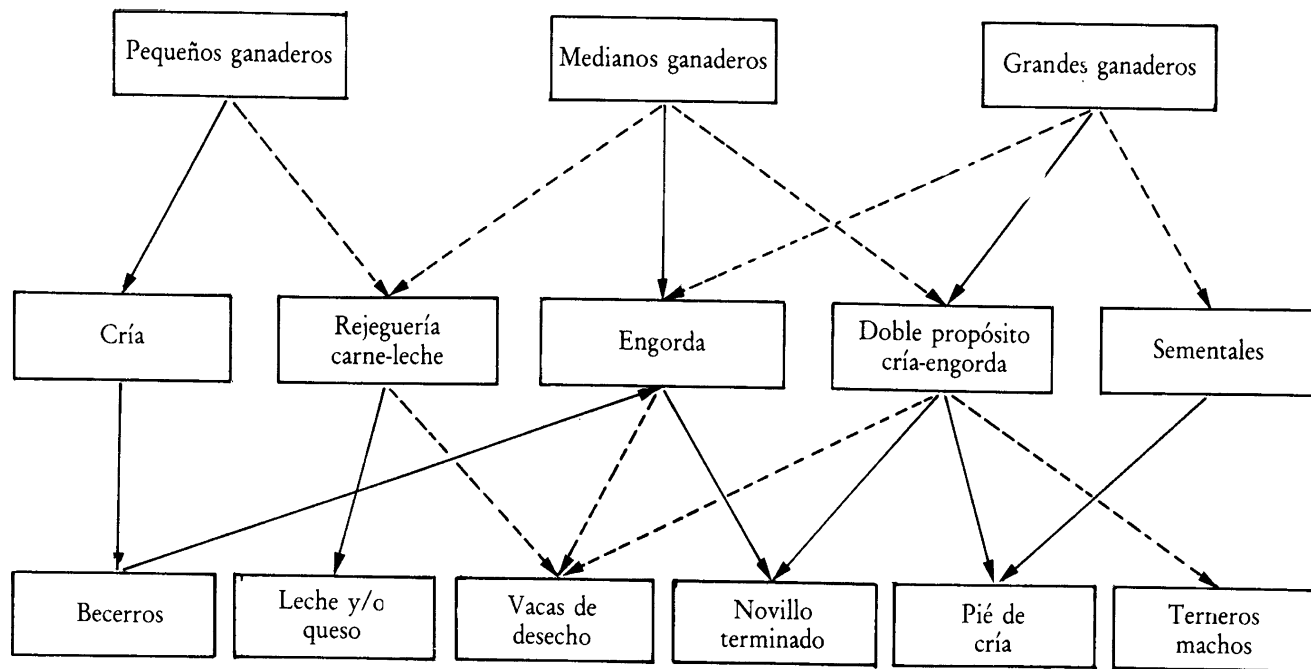 Pequeños ganaderos
Medianos ganaderos
Grandes ganaderos
Cría
Rejeguería
carne-leche
Engorda
Doble propósito
cría-engorda
Sementales
Becerros
Leche y/o
queso
Vacas de
desecho
Novillo
terminado
Pié de
cría
Terneros
machos